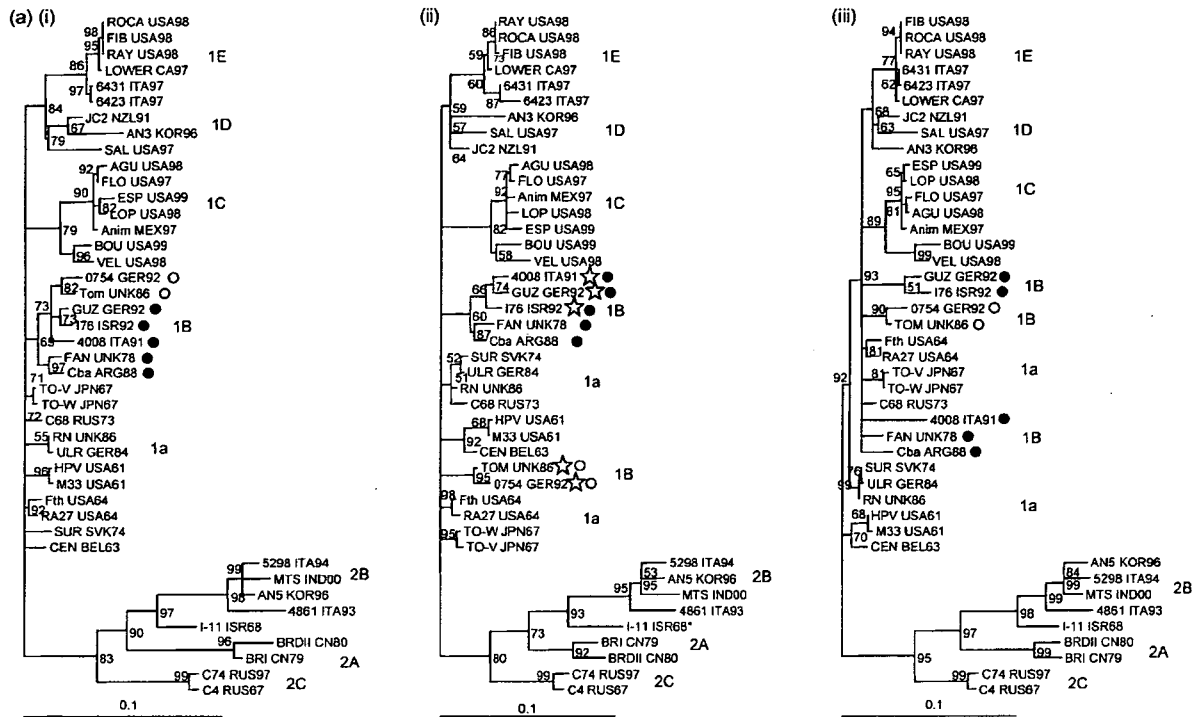 (a) (i)
ROCA USA98
98
FIB USA98
95
RAY USA98
1E
LOWER CA97
86
6431 ITA97
97
6423 ITA97
84
JC2 NZL91
67
AN3 KOR96
1D
79
SAL USA97
92
AGU USA98
FLO USA97
90
ESP USA99
1C
82
LOP USA98
Anim MEX97
79
BOU USA99
96
VEL USA98
0754 GER92
82
Tom UNK86
73
GUZ GER92
73
I76 ISR92
1B
65
4008 ITA91
FAN UNK78
97
Cba ARG88
71
TO-V JPN67
TO-W JPN67
72
C68 RUS73
55
RN UNK86
1a
ULR GER84
HPV USA61
96
M33 USA61
Fth USA64
92
RA27 USA64
SUR SVK74
CEN BEL63
99
5298 ITA94
2B
MTS IND00
98
AN5 KOR96
4861 ITA93
97
I-11 ISR68
90
96
BRDII CN80
BRI CN79
2A
83
99
C74 RUS97
2C
C4 RUS67
0.1
(ii)
RAY USA98
86
ROCA USA98
59
73
FIB USA98
1E
LOWER CA97
60
6431 ITA97
87
6423 ITA97
59
AN3 KOR96
57
SAL USA97
1D
64
JC2 NZL91
AGU USA98
77
FLO USA97
92
Anim MEX97
1C
LOP USA98
82
ESP USA99
BOU USA99
58
VEL USA98
4008 ITA91
66
74
GUZ GER92
I76 ISR92
1B
60
FAN UNK78
87
Cba ARG88
52
SUR SVK74
ULR GER84
51
RN UNK86
1a
C68 RUS73
68
HPV USA61
92
M33 USA61
CEN BEL63
TOM UNK86
1B
95
0754 GER92
98
Fth USA64
RA27 USA64
1a
95
TO-W JPN67
TO-V JPN67
5298 ITA94
53
AN5 KOR96
2B
95
95
MTS IND00
4861 ITA93
93
I-11 ISR68*
73
BRI CN79
92
BRDII CN80
2A
80
99
C74 RUS97
2C
C4 RUS67
0.1
(iii)
FIB USA98
94
ROCA USA98
RAY USA98
1E
77
6431 ITA97
62
6423 ITA97
LOWER CA97
68
JC2 NZL91
63
SAL USA97
1D
AN3 KOR96
ESP USA99
65
LOP USA98
1C
95
FLO USA97
81
AGU USA98
Anim MEX97
89
BOU USA99
99
VEL USA98
93
GUZ GER92
1B
51
I76 ISR92
90
0754 GER92
1B
TOM UNK86
Fth USA64
81
RA27 USA64
81
TO-V JPN67
1a
92
TO-W JPN67
C68 RUS73
4008 ITA91
FAN UNK78
1B
Cba ARG88
76
SUR SVK74
99
ULR GER84
1a
RN UNK86
68
HPV USA61
M33 USA61
70
CEN BEL63
AN5 KOR96
84
5298 ITA94
99
2B
MTS IND00
99
4861 ITA93
98
I-11 ISR68
97
BRDII CN80
2A
99
BRI CN79
95
99
C74 RUS97
2C
C4 RUS67
0.1